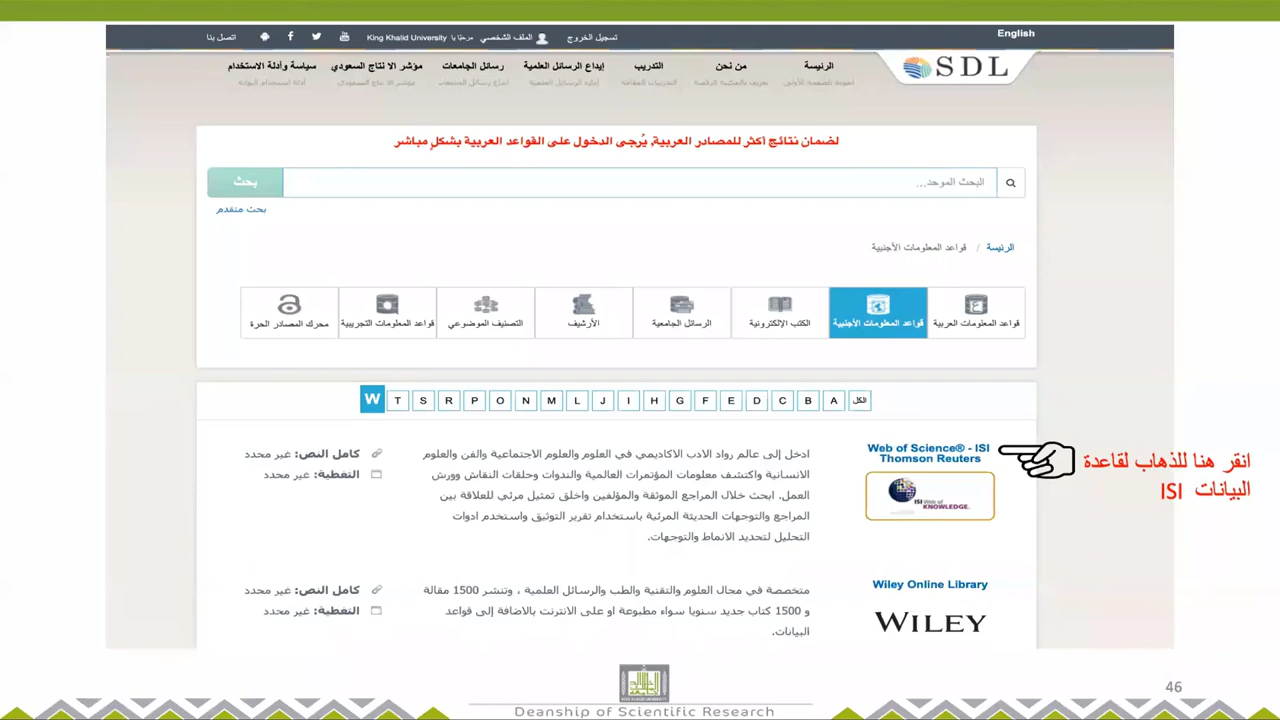 English
تسجيل الخروج
الملف الشخصي
مرحبًا يا King Khalid University
اتصل بنا
SDL
الرئيسة
من نحن
التدريب
إيداع الرسائل العلمية
رسائل الجامعات
مؤشر الا نتاج السعودي
سياسة وأدلة الاستخدام
لضمان نتائج أكثر للمصادر العربية, يُرجى الدخول على القواعد العربية بشكلٍ مباشر
البحث الموحد...
بحث
بحث متقدم
الرئيسة / قواعد المعلومات الأجنبية
قواعد المعلومات العربية
قواعد المعلومات الأجنبية
الكتب الإلكترونية
الرسائل الجامعية
الأرشيف
التصنيف الموضوعي
قواعد المعلومات التجريبية
محرك المصادر الحرة
W T S R P O N M L J I H G F E D C B A الكل
Web of Science® - ISI
Thomson Reuters
ISI Web of
KNOWLEDGE.
ادخل إلى عالم رواد الادب الاكاديمي في العلوم والعلوم الاجتماعية والفن والعلوم
الانسانية واكتشف معلومات المؤتمرات العالمية والندوات وحلقات النقاش وورش
العمل. ابحث خلال المراجع الموثقة والمؤلفين واخلق تمثيل مرئي للعلاقة بين
المراجع والتوجهات الحديثة المرئية باستخدام تقرير التوثيق واستخدم ادوات
التحليل لتحديد الانماط والتوجهات.
كامل النص: غير محدد
التغطية: غير محدد
انقر هنا للذهاب لقاعدة
البيانات ISI
Wiley Online Library
WILEY
متخصصة في مجال العلوم والتقنية والطب والرسائل العلمية ، وتنشر 1500 مقالة
و 1500 كتاب جديد سنويا سواء مطبوعة او على الانترنت بالاضافة إلى قواعد
البيانات.
كامل النص: غير محدد
التغطية: غير محدد
46
Deanship of Scientific Research